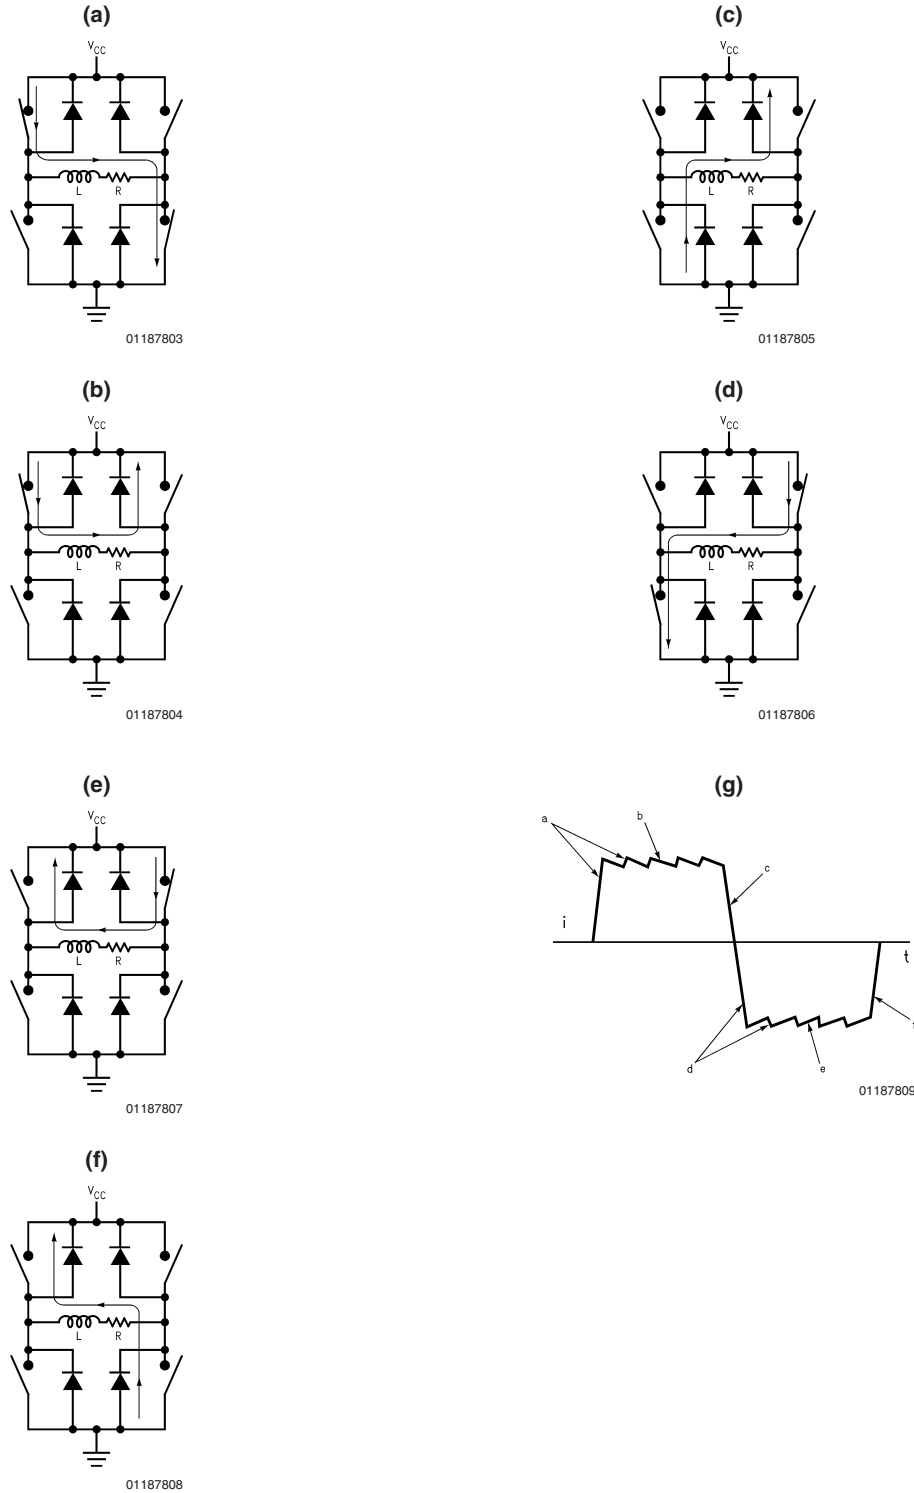 (a)
V_CC
L
R
01187803
(c)
V_CC
L
R
01187805
(b)
V_CC
L
R
01187804
(d)
V_CC
L
R
01187806
(e)
V_CC
L
R
01187807
(g)
a
b
c
i
t
f
d
e
01187809
(f)
V_CC
L
R
01187808